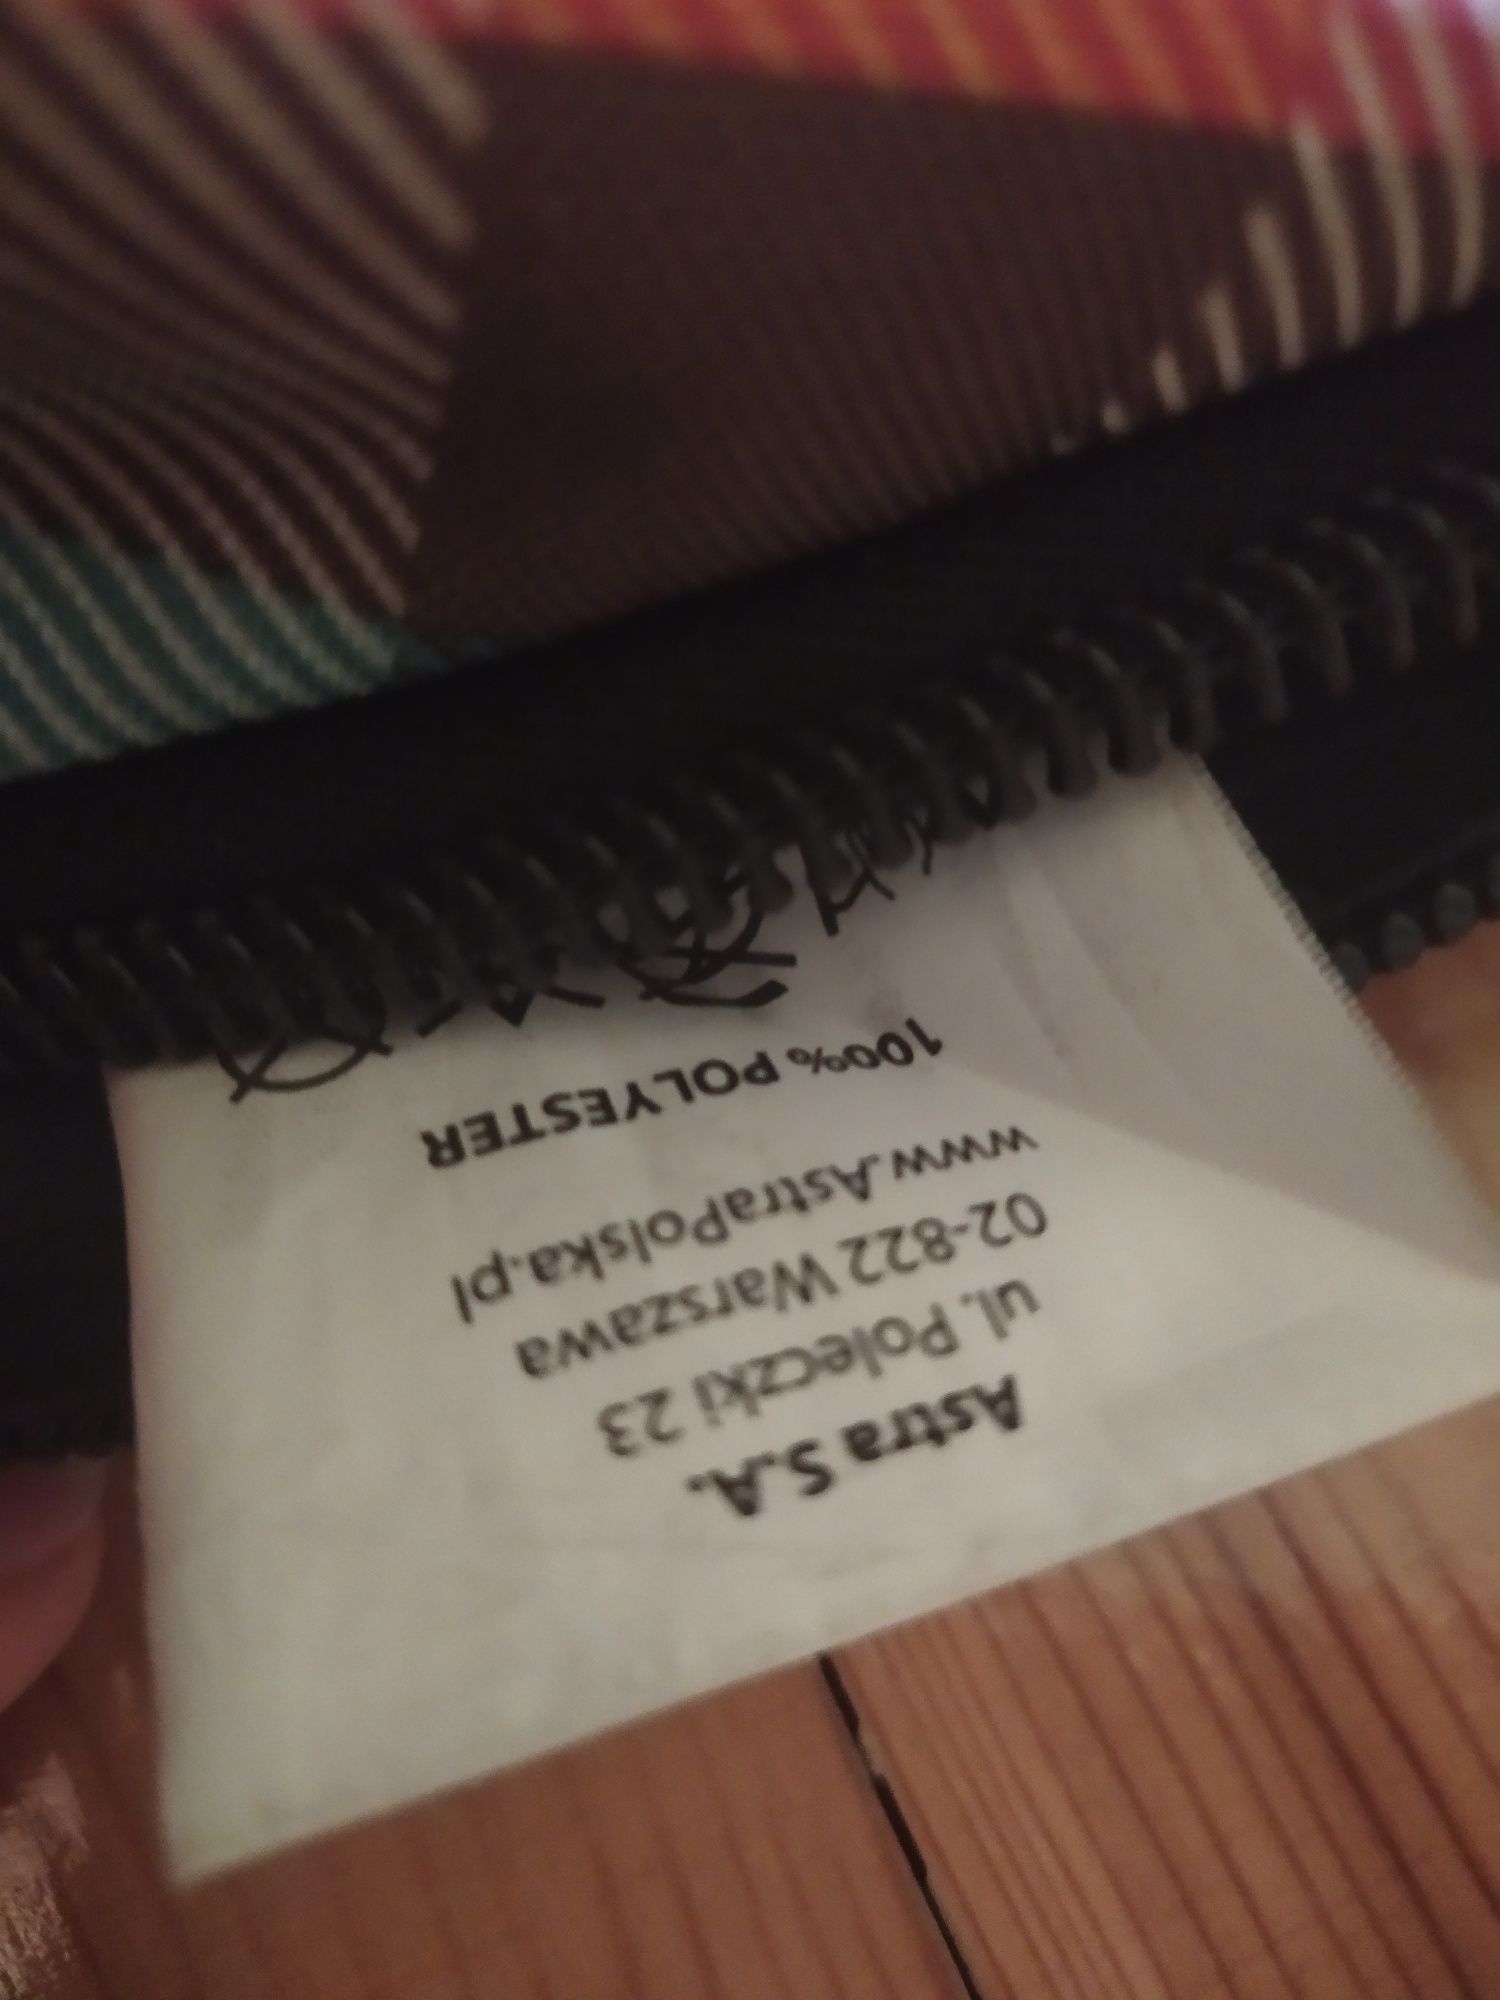 Astra S.A.
ul. Poleczki 23
02-822 Warszawa
www.AstraPolska.pl
100% POLYESTER